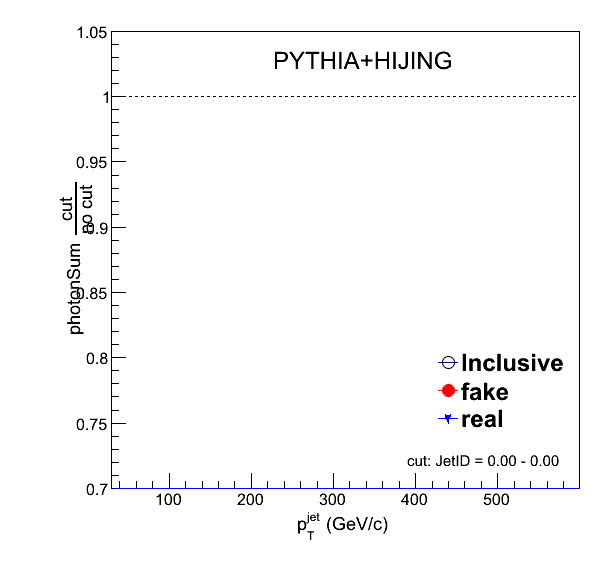 1.05
PYTHIA+HIJING
1
0.95
photonSum cut
no cut
0.9
0.85
0.8
Inclusive
fake
0.75
real
cut: JetID = 0.00 - 0.00
0.7
100 200 300 400 500
p_T^jet (GeV/c)